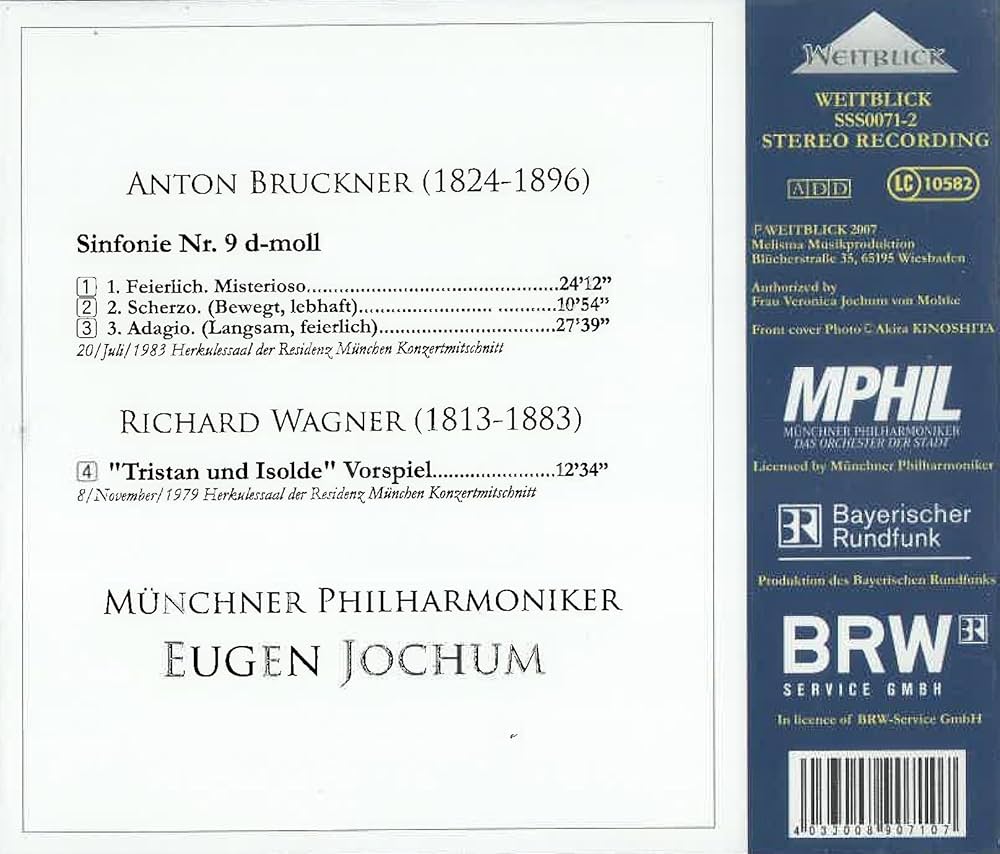 ANTON BRUCKNER (1824-1896)
Sinfonie Nr. 9 d-moll
1 1. Feierlich. Misterioso..........................................24'12"
2 2. Scherzo. (Bewegt, lebhaft)....................... ..........10'54"
3 3. Adagio. (Langsam, feierlich)..............................27'39"
20/Juli/1983 Herkulessaal der Residenz München Konzertmitschnitt
RICHARD WAGNER (1813-1883)
4 "Tristan und Isolde" Vorspiel....................12'34"
8/November/1979 Herkulessaal der Residenz München Konzertmitschnitt
MÜNCHNER PHILHARMONIKER
EUGEN JOCHUM
WEITBLICK
WEITBLICK
SSS0071-2
STEREO RECORDING
ADD
LC 10582
℗WEITBLICK 2007
Melisma Musikproduktion
Blücherstraße 35, 65195 Wiesbaden
Authorized by
Frau Veronica Jochum von Moltke
Front cover Photo © Akira KINOSHITA
MPHIL
MÜNCHNER PHILHARMONIKER
DAS ORCHESTER DER STADT
Licensed by Münchner Philharmoniker
BR Bayerischer
Rundfunk
Produktion des Bayerischen Rundfunks
BRW BR
SERVICE GMBH
In licence of BRW-Service GmbH
4 033008 907107